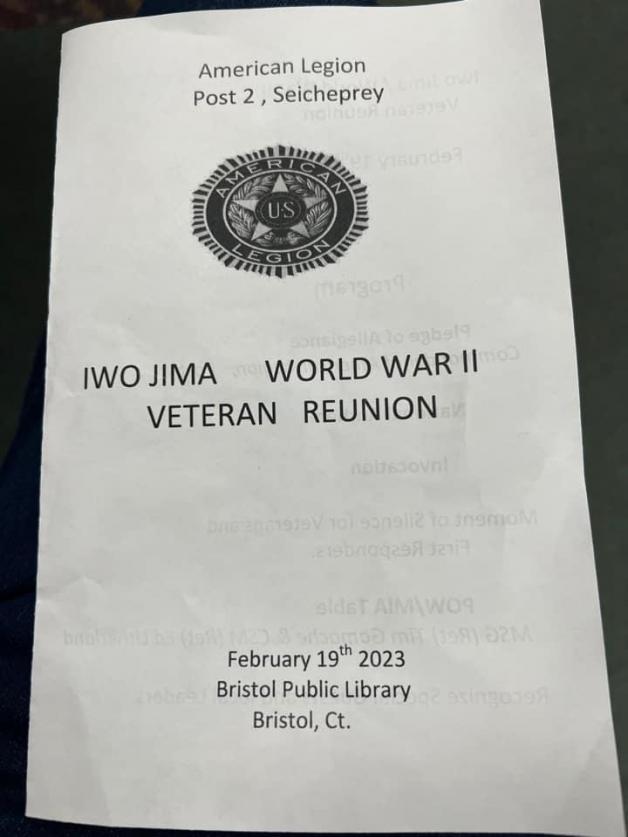 American Legion
Post 2 , Seicheprey
AMERICAN
U·S
LEGION
IWO JIMA WORLD WAR II
VETERAN REUNION
February 19th 2023
Bristol Public Library
Bristol, Ct.